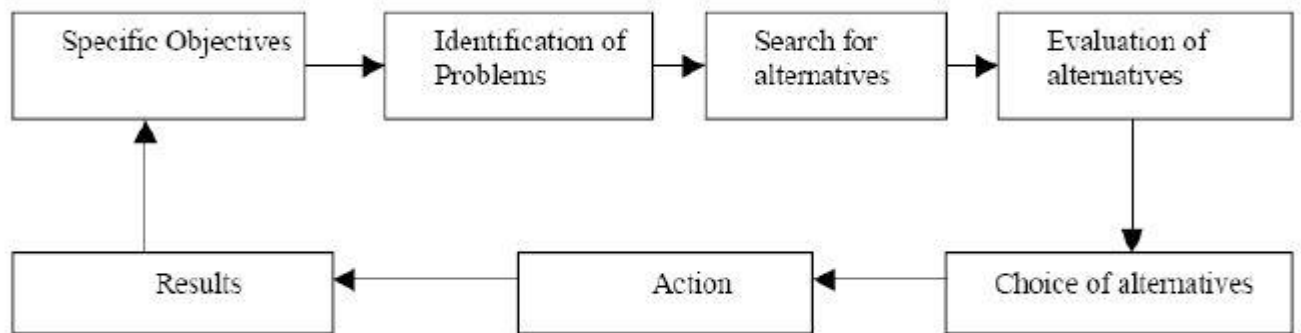 Specific Objectives
Identification of
Problems
Search for
alternatives
Evaluation of
alternatives
Results
Action
Choice of alternatives